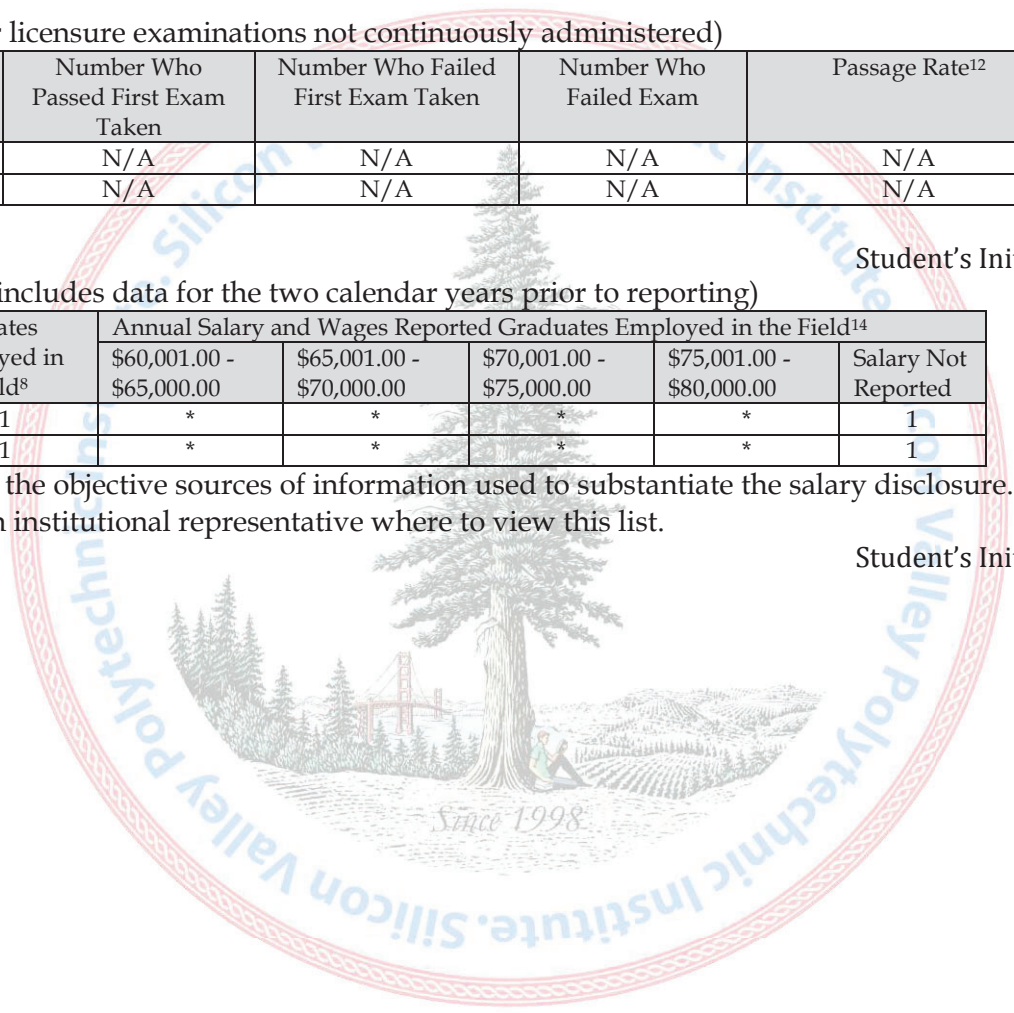 licensure examinations not continuously administered)
Number Who Number Who Failed Number Who Passage Rate¹²
Passed First Exam First Exam Taken Failed Exam
Taken
N/A N/A N/A N/A
N/A N/A N/A N/A
Student's
includes data for the two calendar years prior to reporting)
Annual Salary and Wages Reported Graduates Employed in the Field¹⁴
in $60,001.00 - $65,001.00 - $70,001.00 - $75,001.00 - Salary Not
$65,000.00 $70,000.00 $75,000.00 $80,000.00 Reported
1 * * * * 1
1 * * * * 1
the objective sources of information used to substantiate the salary disclosure.
institutional representative where to view this list.
Student's
Since 1998
Silicon Valley Polytechnic Institute.